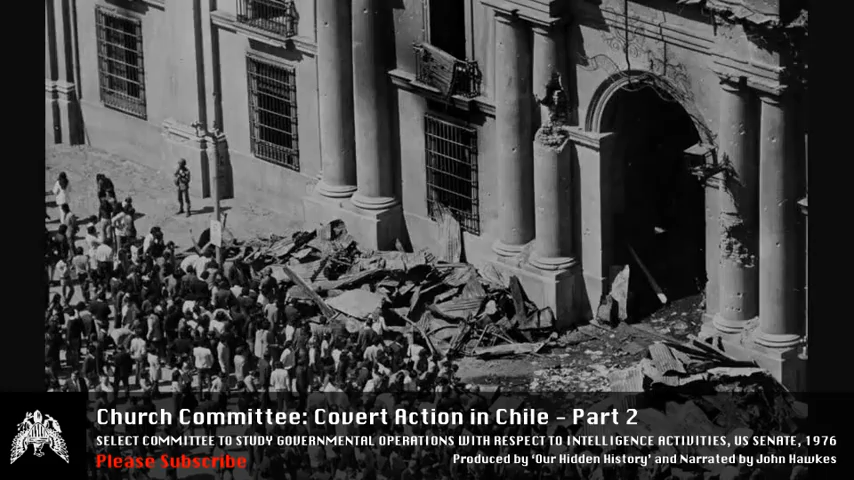 Church Committee: Covert Action in Chile - Part 2
SELECT COMMITTEE TO STUDY GOVERNMENTAL OPERATIONS WITH RESPECT TO INTELLIGENCE ACTIVITIES, US SENATE, 1976
Please Subscribe
Produced by 'Our Hidden History' and Narrated by John Hawkes